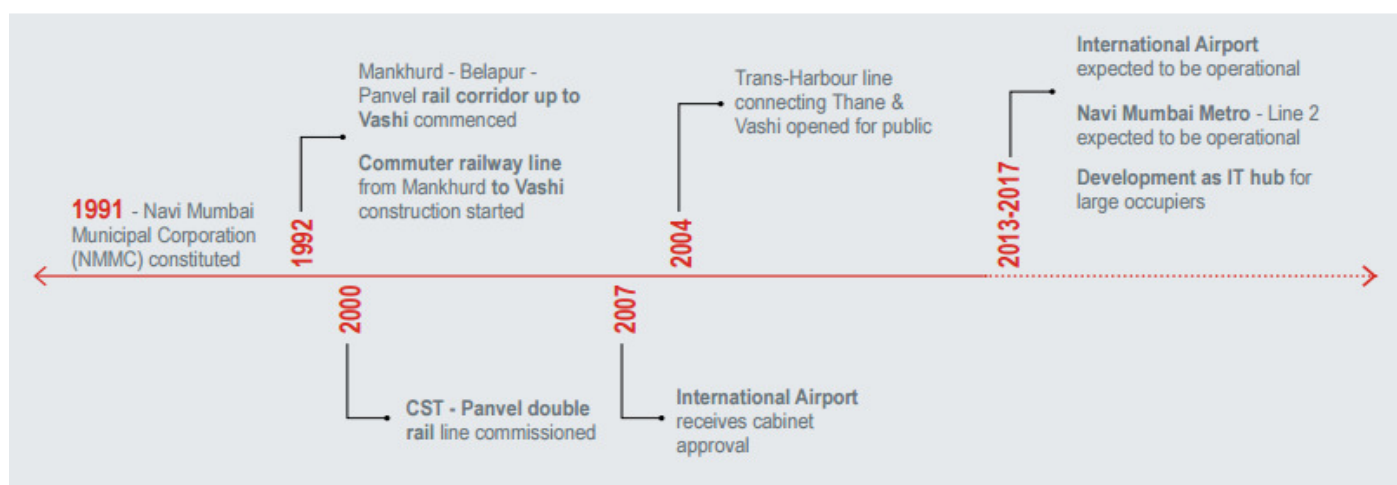 1991 - Navi Mumbai
Municipal Corporation
(NMMC) constituted
1992
Mankhurd - Belapur -
Panvel rail corridor up to
Vashi commenced
Commuter railway line
from Mankhurd to Vashi
construction started
2000
CST - Panvel double
rail line commissioned
2004
Trans-Harbour line
connecting Thane &
Vashi opened for public
2007
International Airport
receives cabinet
approval
2013-2017
International Airport
expected to be operational
Navi Mumbai Metro - Line 2
expected to be operational
Development as IT hub for
large occupiers